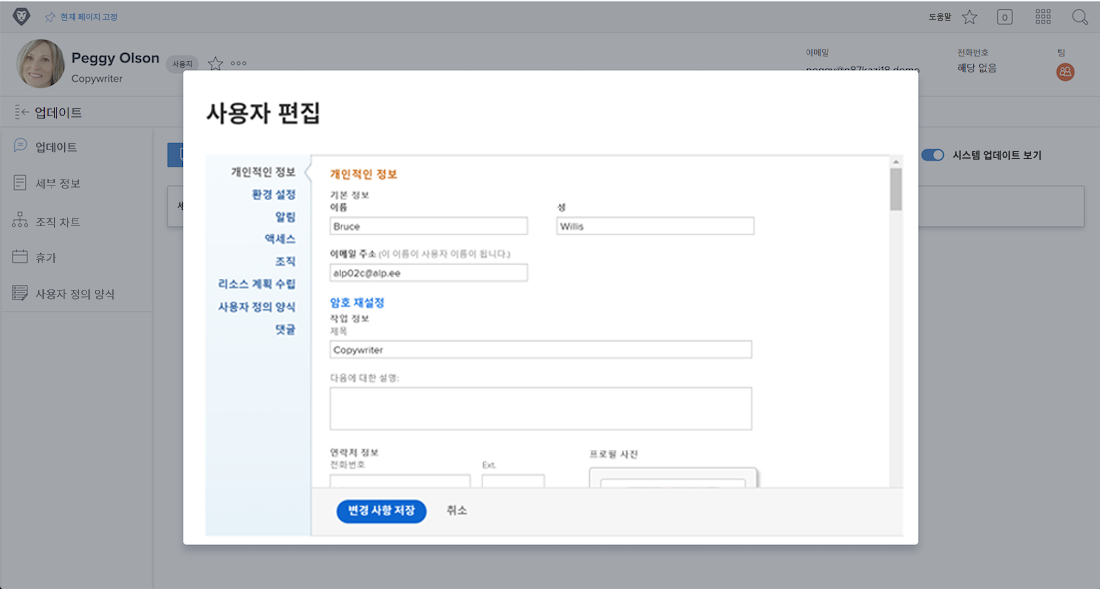 현재 페이지 고정
도움말
0
Peggy Olson
사용자
Copywriter
이메일
전화번호
해당 없음
팀
업데이트
업데이트
세부 정보
조직 차트
휴가
사용자 정의 양식
시스템 업데이트 보기
사용자 편집
개인적인 정보
환경 설정
알림
액세스
조직
리소스 계획 수립
사용자 정의 양식
댓글
개인적인 정보
기본 정보
이름
성
Bruce
Willis
이메일 주소 (이 이름이 사용자 이름이 됩니다.)
alp02c@alp.ee
암호 재설정
작업 정보
제목
Copywriter
다음에 대한 설명:
연락처 정보
전화번호
Ext.
프로필 사진
변경 사항 저장
취소